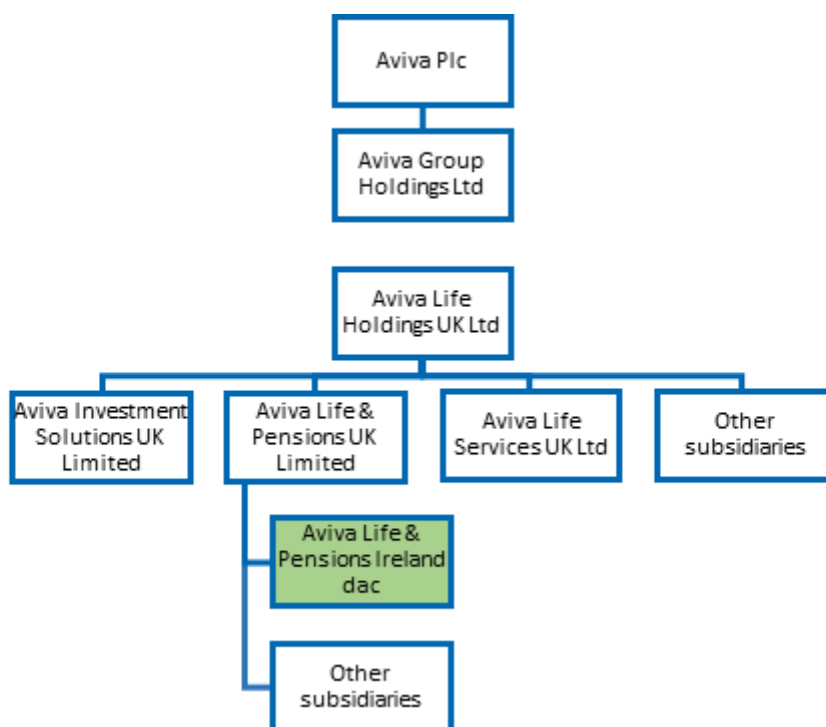 Aviva Plc
Aviva Group
Holdings Ltd
Aviva Life
Holdings UK Ltd
Aviva Investment
Solutions UK
Limited
Aviva Life &
Pensions UK
Limited
Aviva Life
Services UK Ltd
Other
subsidiaries
Aviva Life &
Pensions Ireland
dac
Other
subsidiaries